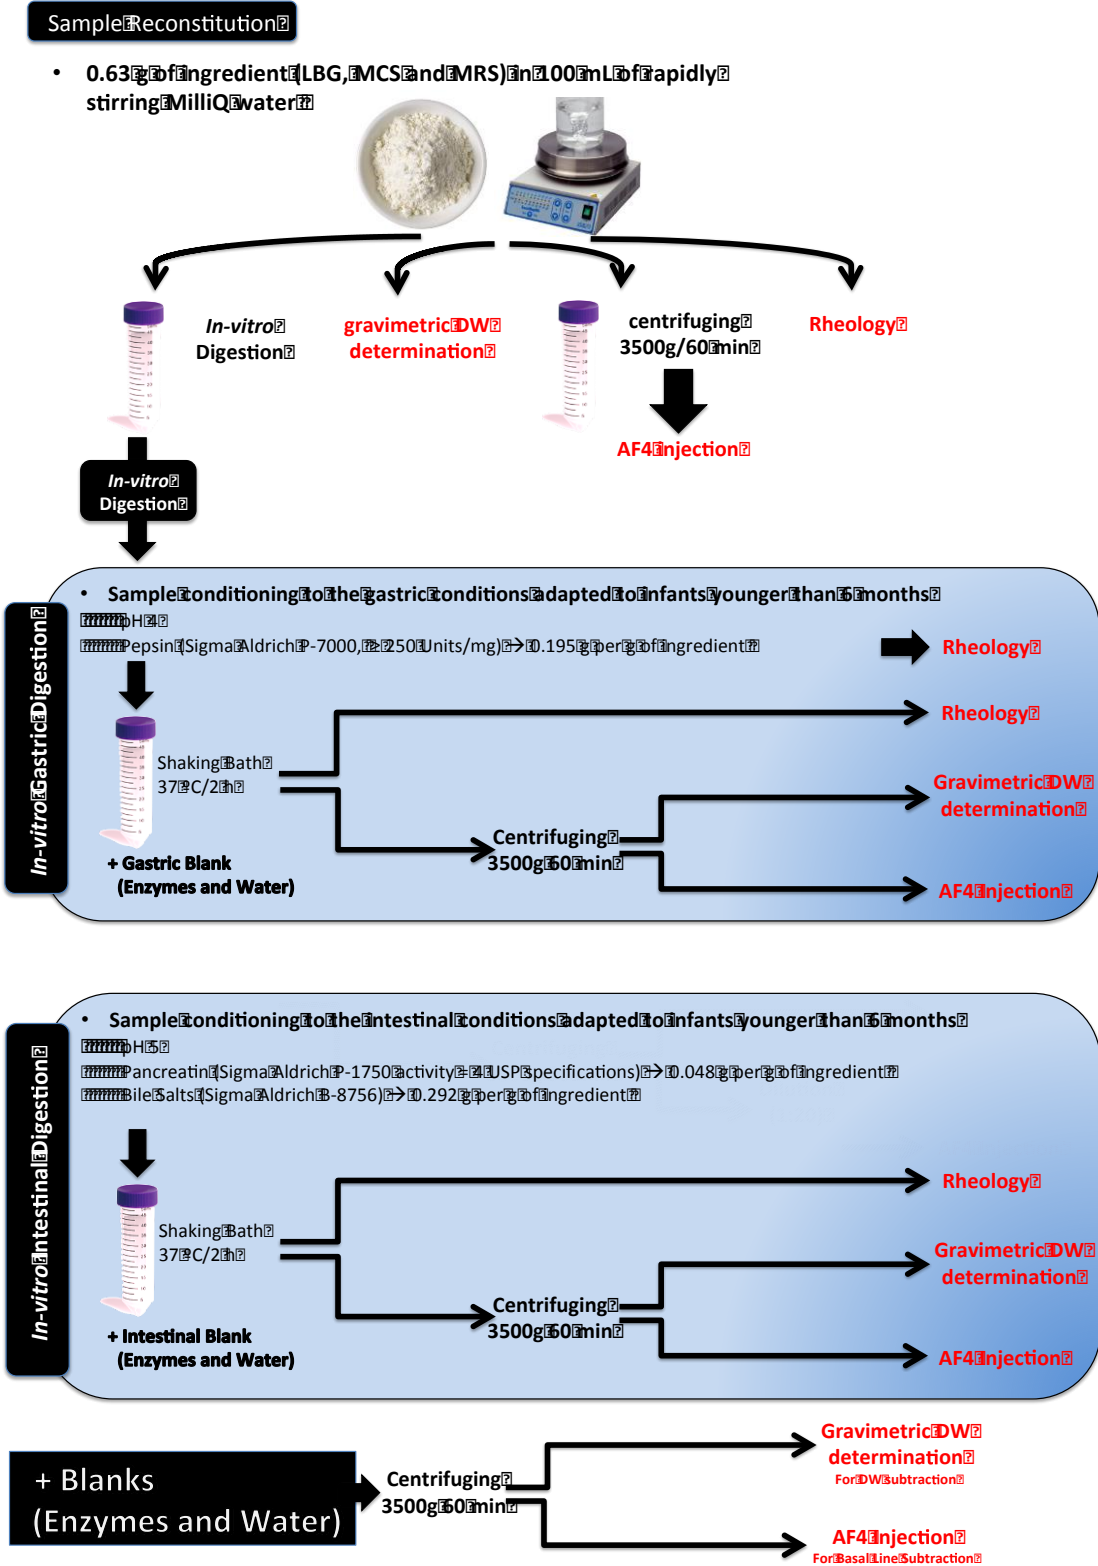 Sample Reconstitution
• 0.63 g of ingredient (LBG, MCS and MRS) in 100 mL of rapidly
stirring MilliQ water
In-vitro
Digestion
gravimetric DW
determination
centrifuging
3500g/60 min
Rheology
AF4 injection
In-vitro
Digestion
In-vitro Gastric Digestion
• Sample conditioning to the gastric conditions adapted to infants younger than 6 months
pH 4
Pepsin (Sigma Aldrich P-7000, ≥ 250 Units/mg) → 0.195 g per g of ingredient
Rheology
Rheology
Shaking Bath
37 ºC/2 h
Gravimetric DW
determination
Centrifuging
3500g 60 min
+ Gastric Blank
(Enzymes and Water)
AF4 Injection
In-vitro Intestinal Digestion
• Sample conditioning to the intestinal conditions adapted to infants younger than 6 months
pH 5
Pancreatin (Sigma Aldrich P-1750 activity = 4 USP specifications) → 0.048 g per g of ingredient
Bile Salts (Sigma Aldrich B-8756) → 0.292 g per g of ingredient
Rheology
Shaking Bath
37 ºC/2 h
Gravimetric DW
determination
Centrifuging
3500g 60 min
+ Intestinal Blank
(Enzymes and Water)
AF4 Injection
+ Blanks
(Enzymes and Water)
Centrifuging
3500g 60 min
Gravimetric DW
determination
For DW subtraction
AF4 Injection
For Basal Line Subtraction